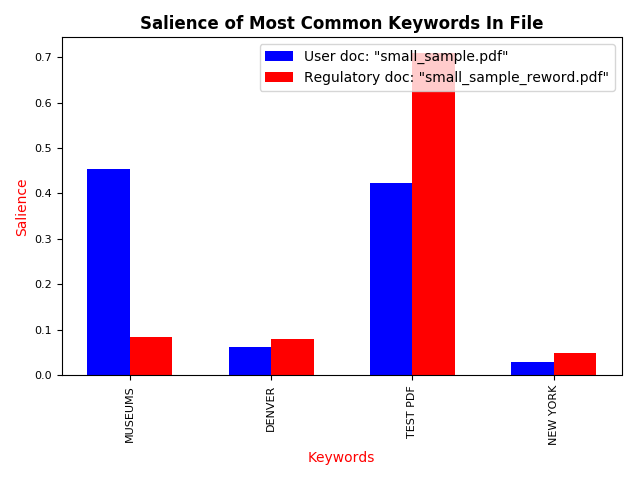 Salience of Most Common Keywords In File
User doc: "small_sample.pdf"
Regulatory doc: "small_sample_reword.pdf"
Salience
0.7
0.6
0.5
0.4
0.3
0.2
0.1
0.0
MUSEUMS
DENVER
TEST PDF
NEW YORK
Keywords